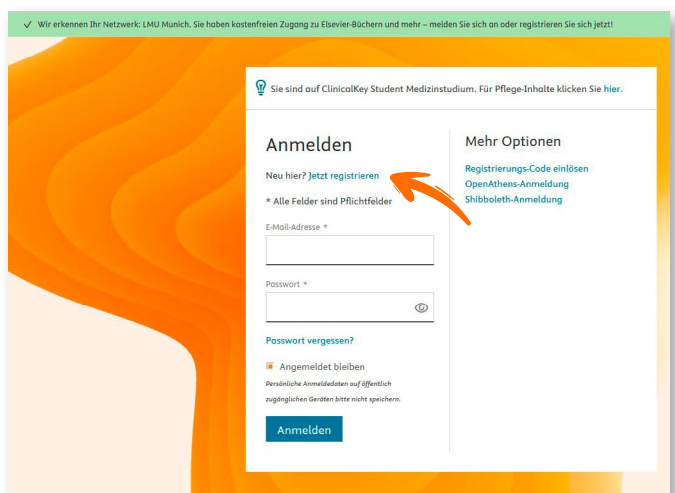 ✓ Wir erkennen Ihr Netzwerk: LMU Munich. Sie haben kostenfreien Zugang zu Elsevier-Büchern und mehr – melden Sie sich an oder registrieren Sie sich jetzt!
Sie sind auf ClinicalKey Student Medizinstudium. Für Pflege-Inhalte klicken Sie hier.
Anmelden
Neu hier? Jetzt registrieren
* Alle Felder sind Pflichtfelder
E-Mail-Adresse *
Passwort *
Passwort vergessen?
Angemeldet bleiben
Persönliche Anmeldedaten auf öffentlich
zugänglichen Geräten bitte nicht speichern.
Anmelden
Mehr Optionen
Registrierungs-Code einlösen
OpenAthens-Anmeldung
Shibboleth-Anmeldung